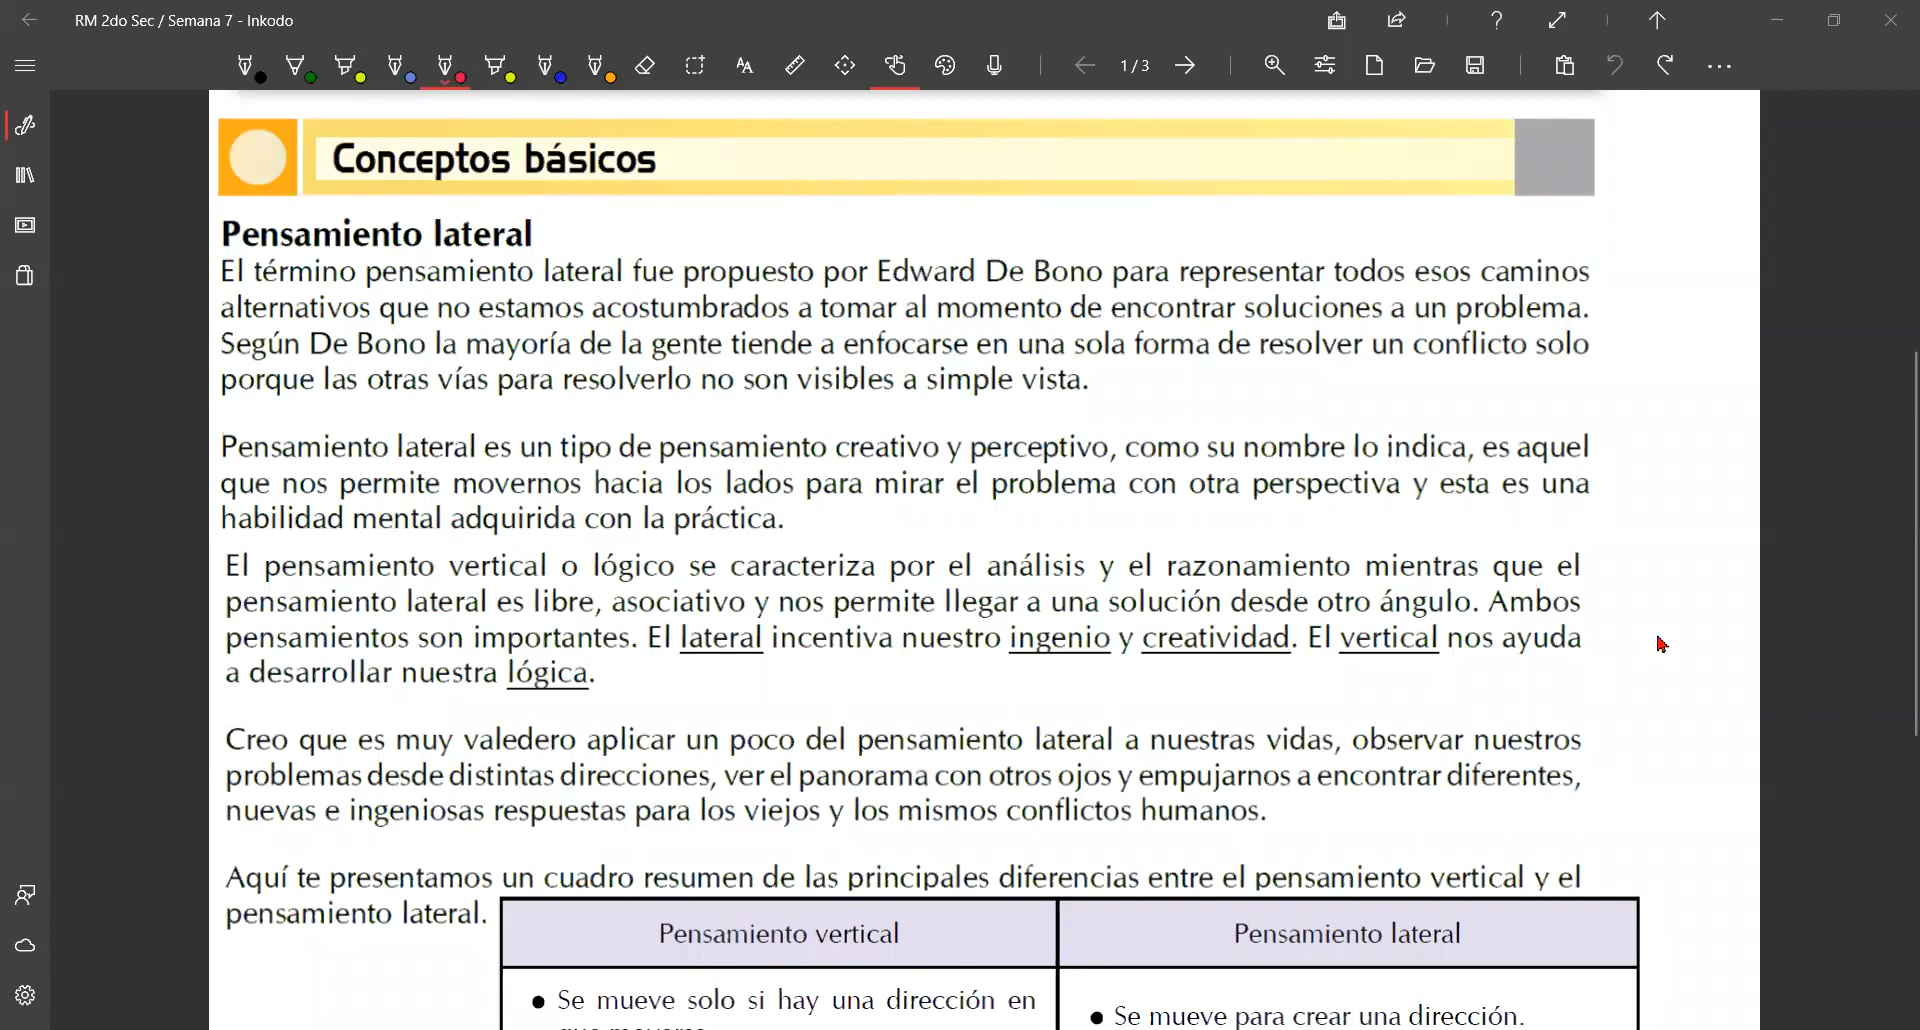 RM 2do Sec / Semana 7 - Inkodo
1 / 3
Conceptos básicos
Pensamiento lateral
El término pensamiento lateral fue propuesto por Edward De Bono para representar todos esos caminos
alternativos que no estamos acostumbrados a tomar al momento de encontrar soluciones a un problema.
Según De Bono la mayoría de la gente tiende a enfocarse en una sola forma de resolver un conflicto solo
porque las otras vías para resolverlo no son visibles a simple vista.
Pensamiento lateral es un tipo de pensamiento creativo y perceptivo, como su nombre lo indica, es aquel
que nos permite movernos hacia los lados para mirar el problema con otra perspectiva y esta es una
habilidad mental adquirida con la práctica.
El pensamiento vertical o lógico se caracteriza por el análisis y el razonamiento mientras que el
pensamiento lateral es libre, asociativo y nos permite llegar a una solución desde otro ángulo. Ambos
pensamientos son importantes. El lateral incentiva nuestro ingenio y creatividad. El vertical nos ayuda
a desarrollar nuestra lógica.
Creo que es muy valedero aplicar un poco del pensamiento lateral a nuestras vidas, observar nuestros
problemas desde distintas direcciones, ver el panorama con otros ojos y empujarnos a encontrar diferentes,
nuevas e ingeniosas respuestas para los viejos y los mismos conflictos humanos.
Aquí te presentamos un cuadro resumen de las principales diferencias entre el pensamiento vertical y el
pensamiento lateral.
Pensamiento vertical
Pensamiento lateral
● Se mueve solo si hay una dirección en
● Se mueve para crear una dirección.